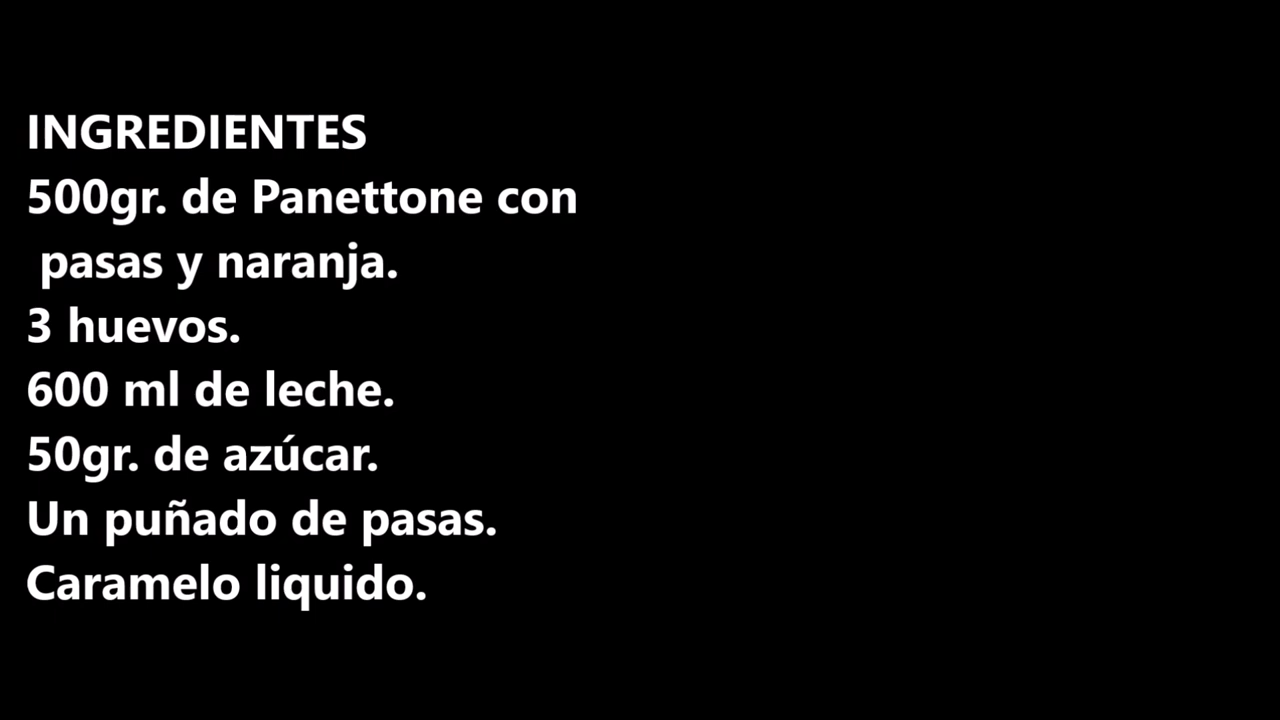 INGREDIENTES
500gr. de Panettone con
pasas y naranja.
3 huevos.
600 ml de leche.
50gr. de azúcar.
Un puñado de pasas.
Caramelo liquido.